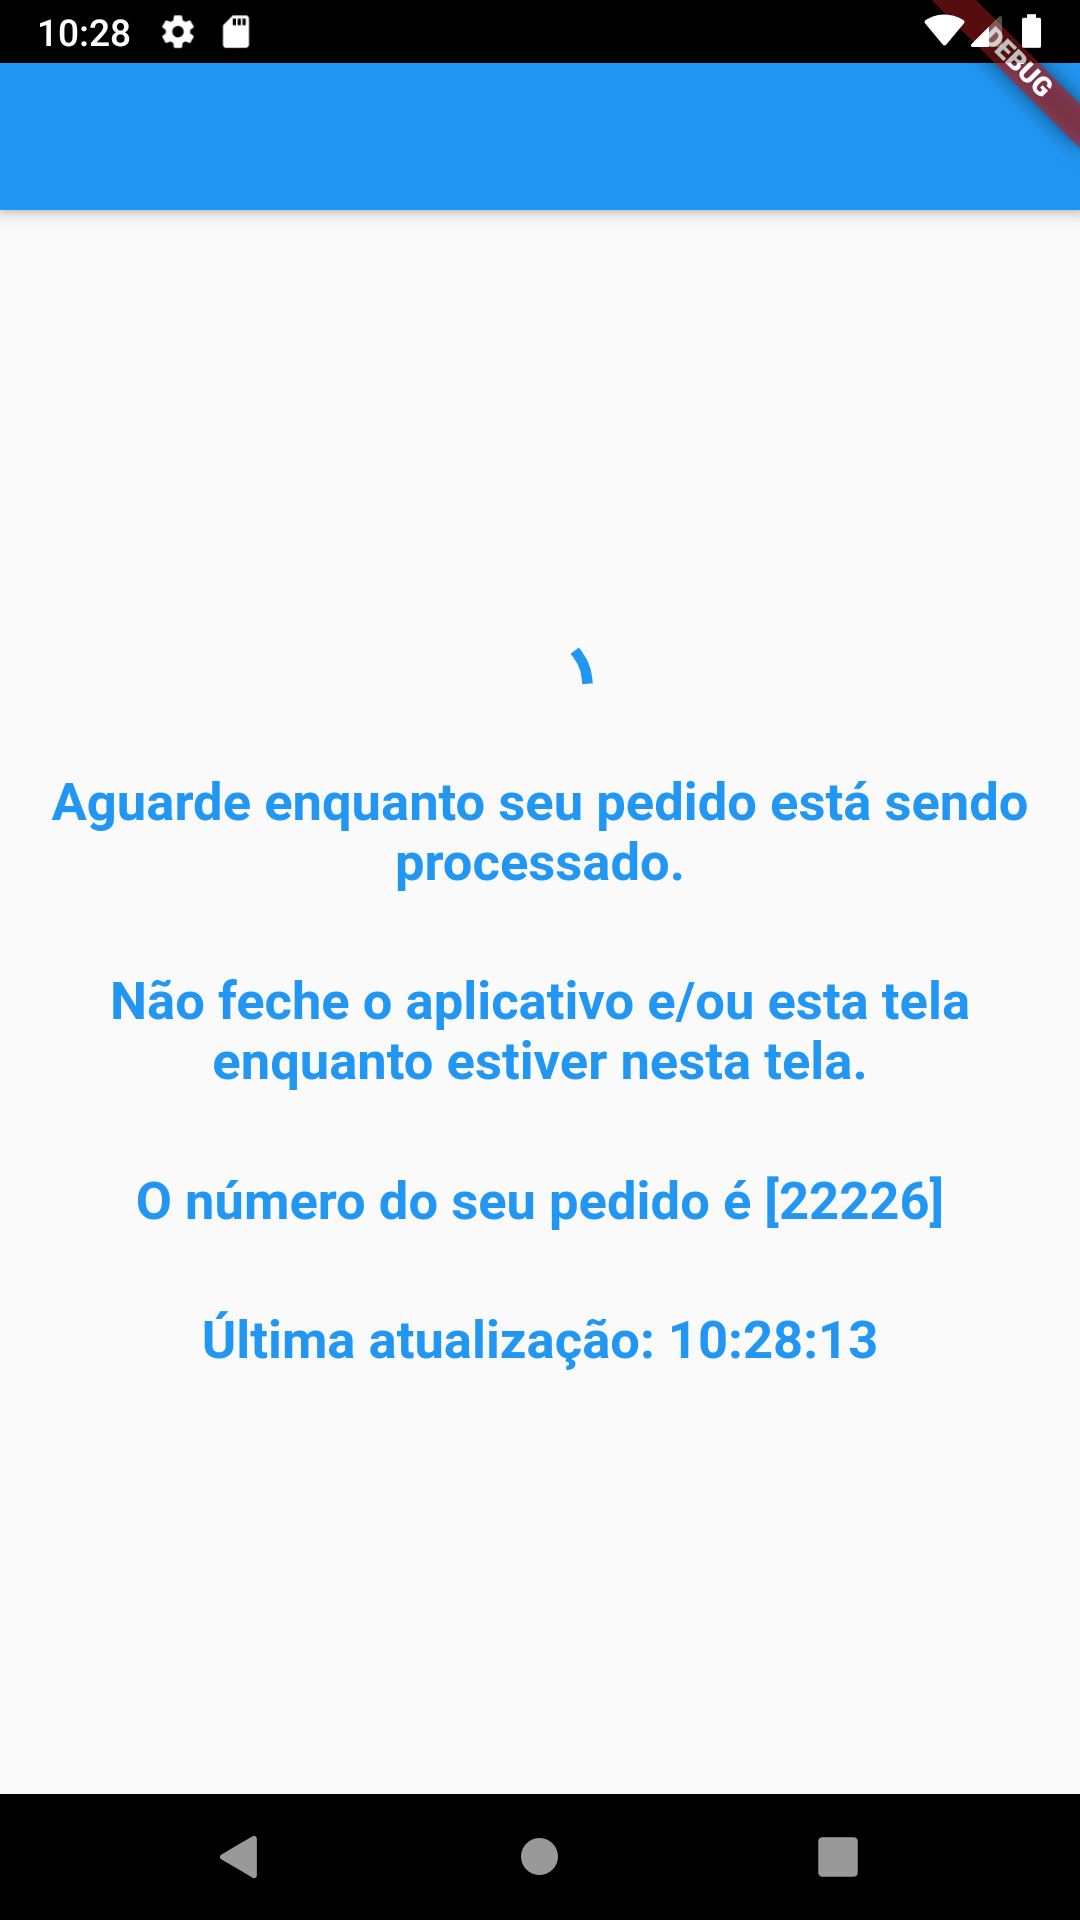 10:28
DEBUG
Aguarde enquanto seu pedido está sendo
processado.
Não feche o aplicativo e/ou esta tela
enquanto estiver nesta tela.
O número do seu pedido é [22226]
Última atualização: 10:28:13